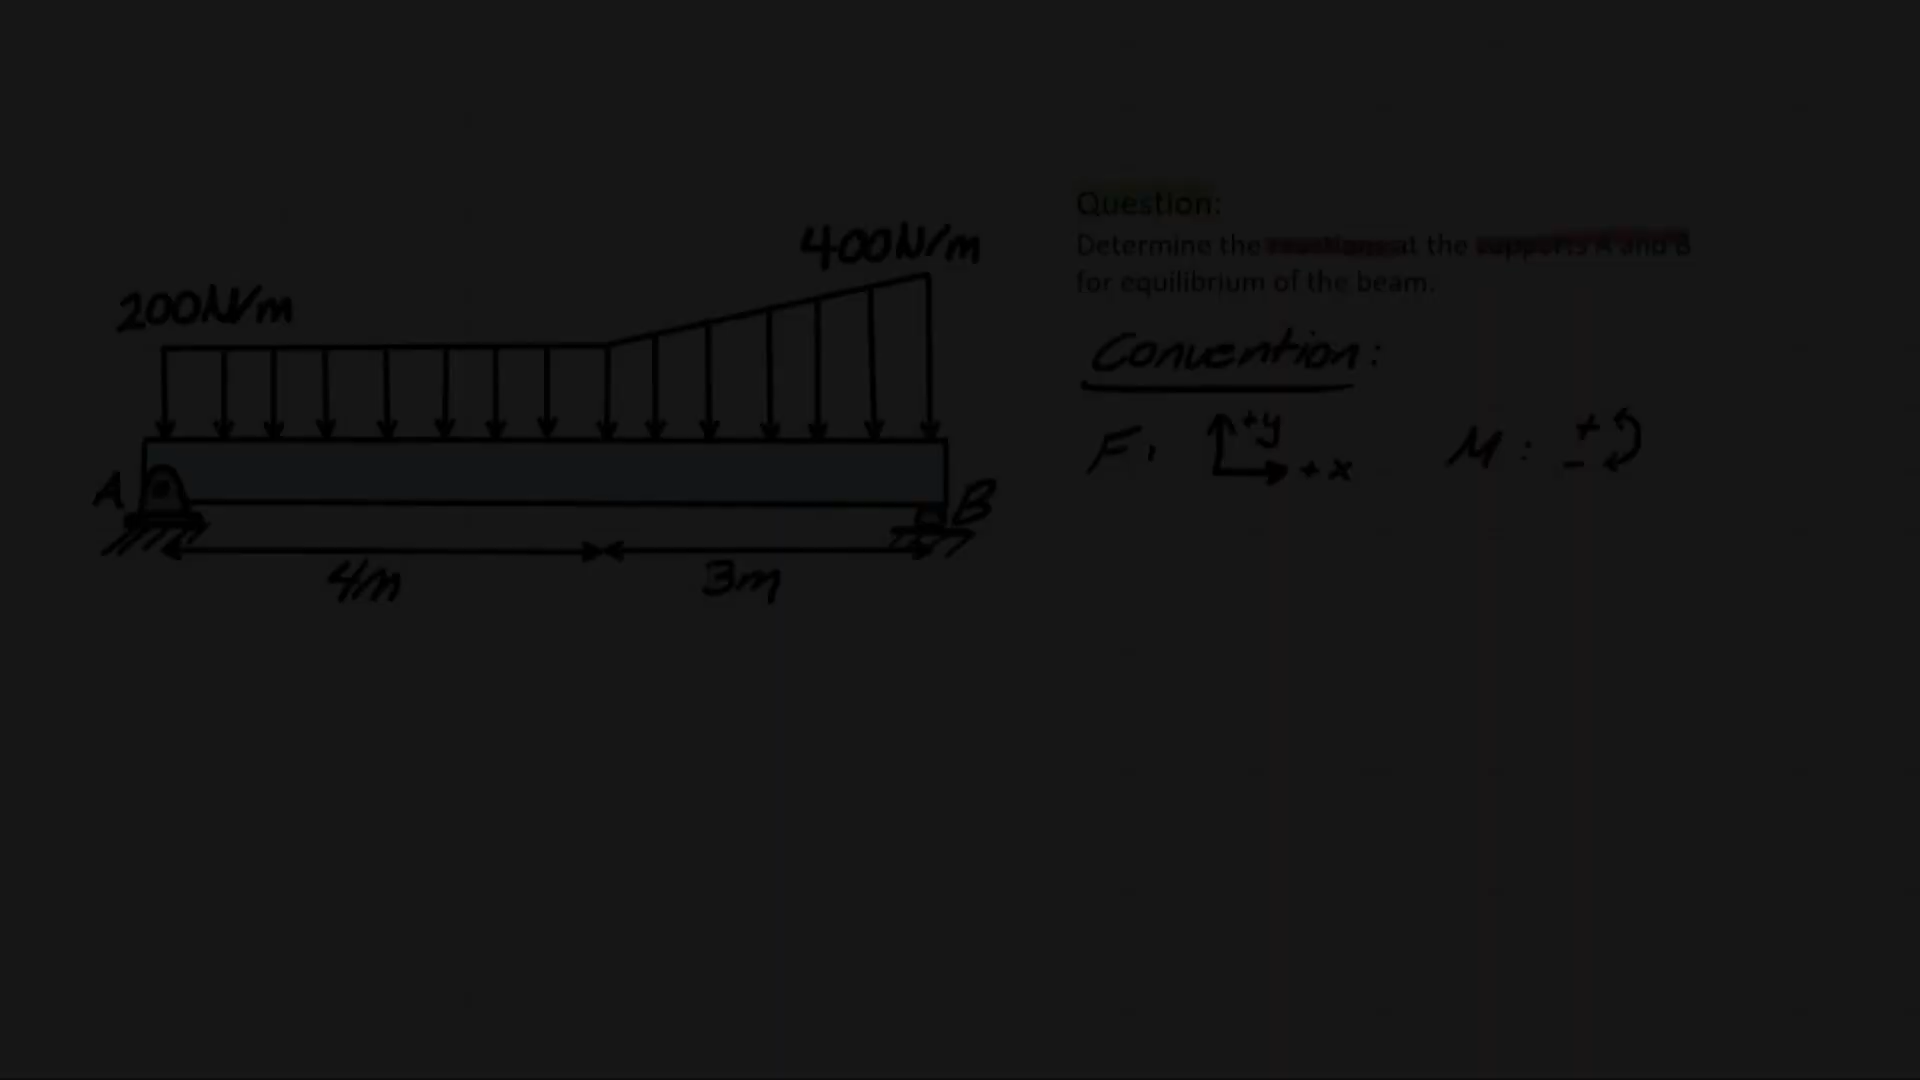 Question:
Determine the reactions at the supports A and B
for equilibrium of the beam.
Convention:
F: +y +x M: + -
400N/m
200N/m
A
B
4m
3m